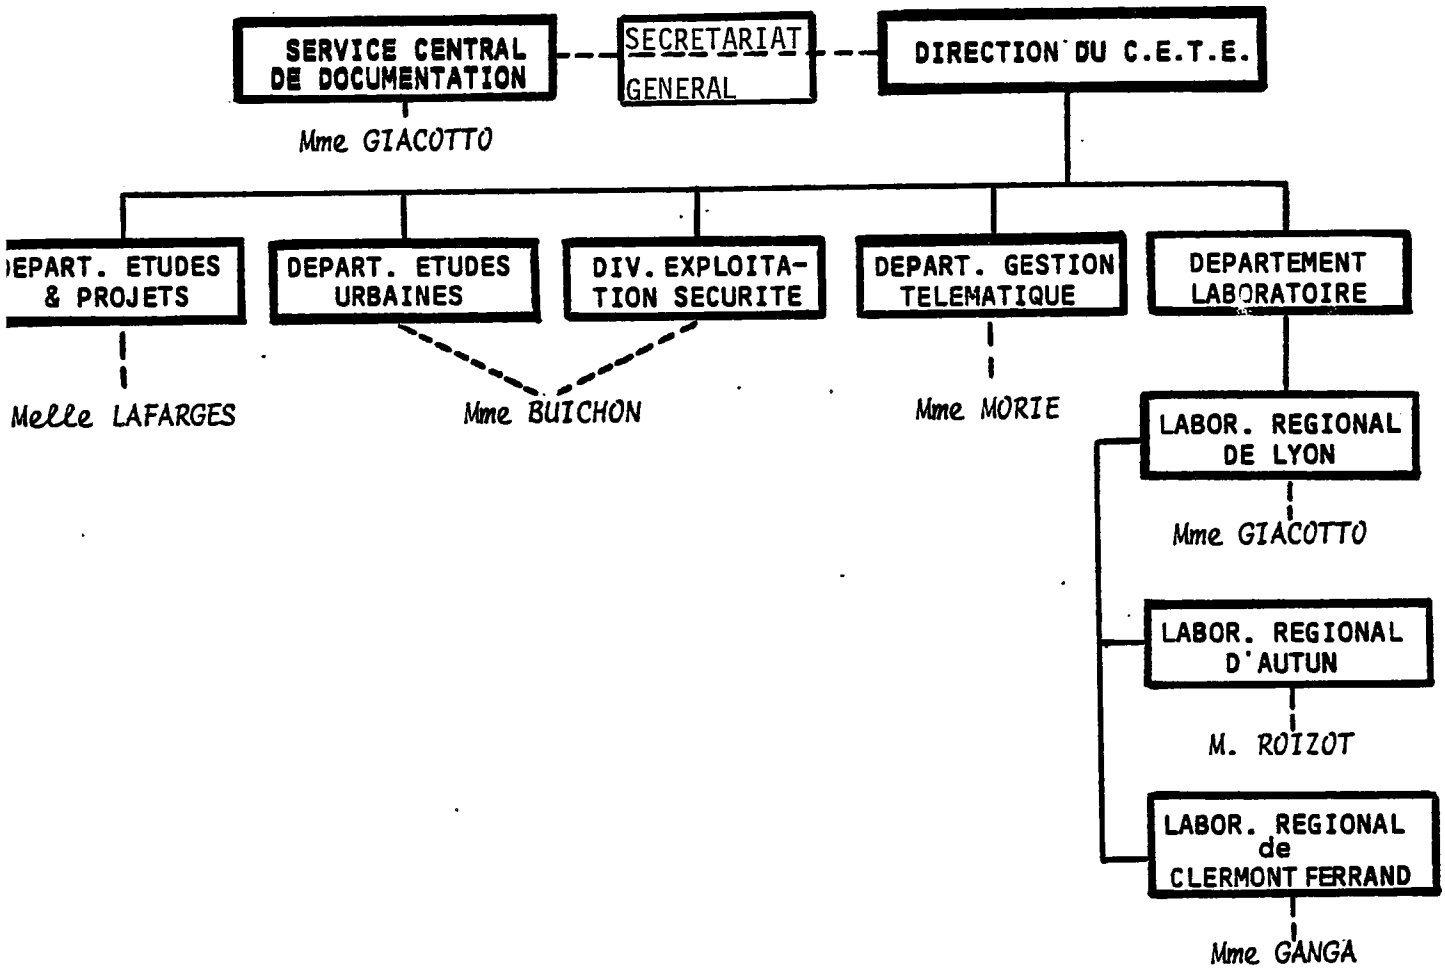 SERVICE CENTRAL
DE DOCUMENTATION
SECRETARIAT
GENERAL
DIRECTION DU C.E.T.E.
Mme GIACOTTO
DEPART. ETUDES
& PROJETS
DEPART. ETUDES
URBAINES
DIV. EXPLOITA-
TION SECURITE
DEPART. GESTION
TELEMATIQUE
DEPARTEMENT
LABORATOIRE
Melle LAFARGES
Mme BUICHON
Mme MORIE
LABOR. REGIONAL
DE LYON
Mme GIACOTTO
LABOR. REGIONAL
D'AUTUN
M. ROIZOT
LABOR. REGIONAL
de
CLERMONT FERRAND
Mme GANGA